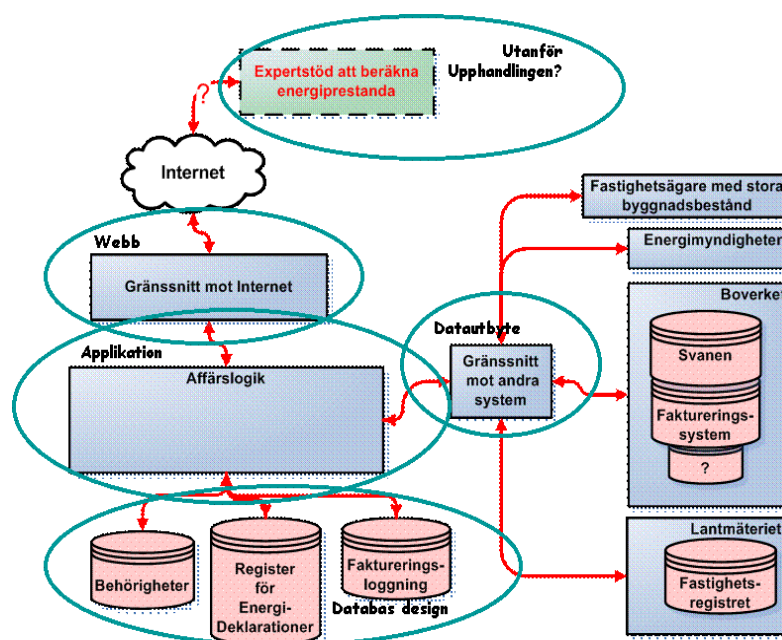 Utanför
Upphandlingen?
Expertstöd att beräkna
energiprestanda
?
Internet
Fastighetsägare med stora
byggnadsbestånd
Webb
Energimyndigheten
Gränssnitt mot Internet
Boverket
Datautbyte
Svanen
Applikation
Affärslogik
Gränssnitt
mot andra
system
Fakturerings-
system
?
Lantmäteriet
Behörigheter
Register
för
Energi-
Deklarationer
Fakturerings-
loggning
Databas design
Fastighets-
registret